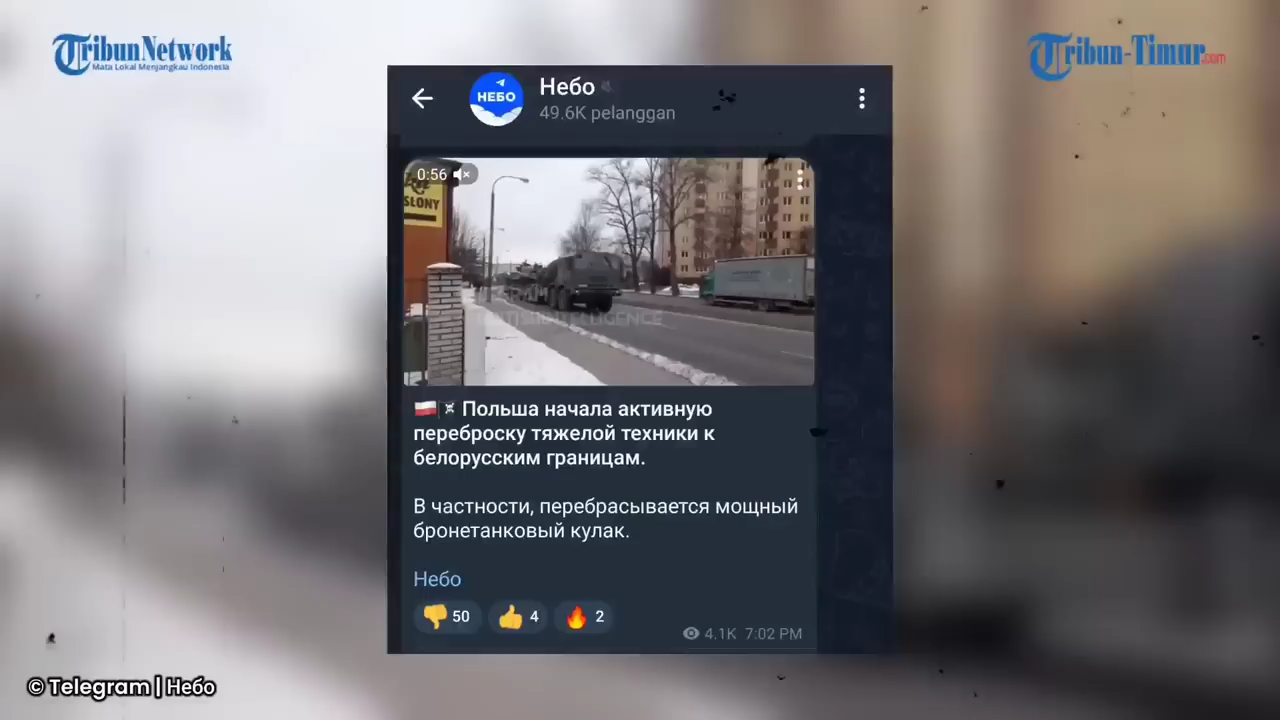 TribunNetwork
Mata Lokal Menjangkau Indonesia
Tribun-Timur.com
НЕБО
Небо
49.6K pelanggan
0:56
SŁONY
🇵🇱🏴‍☠️ Польша начала активную
переброску тяжелой техники к
белорусским границам.
В частности, перебрасывается мощный
бронетанковый кулак.
Небо
👎 50 👍 4 🔥 2
4.1K 7:02 PM
© Telegram | Небо